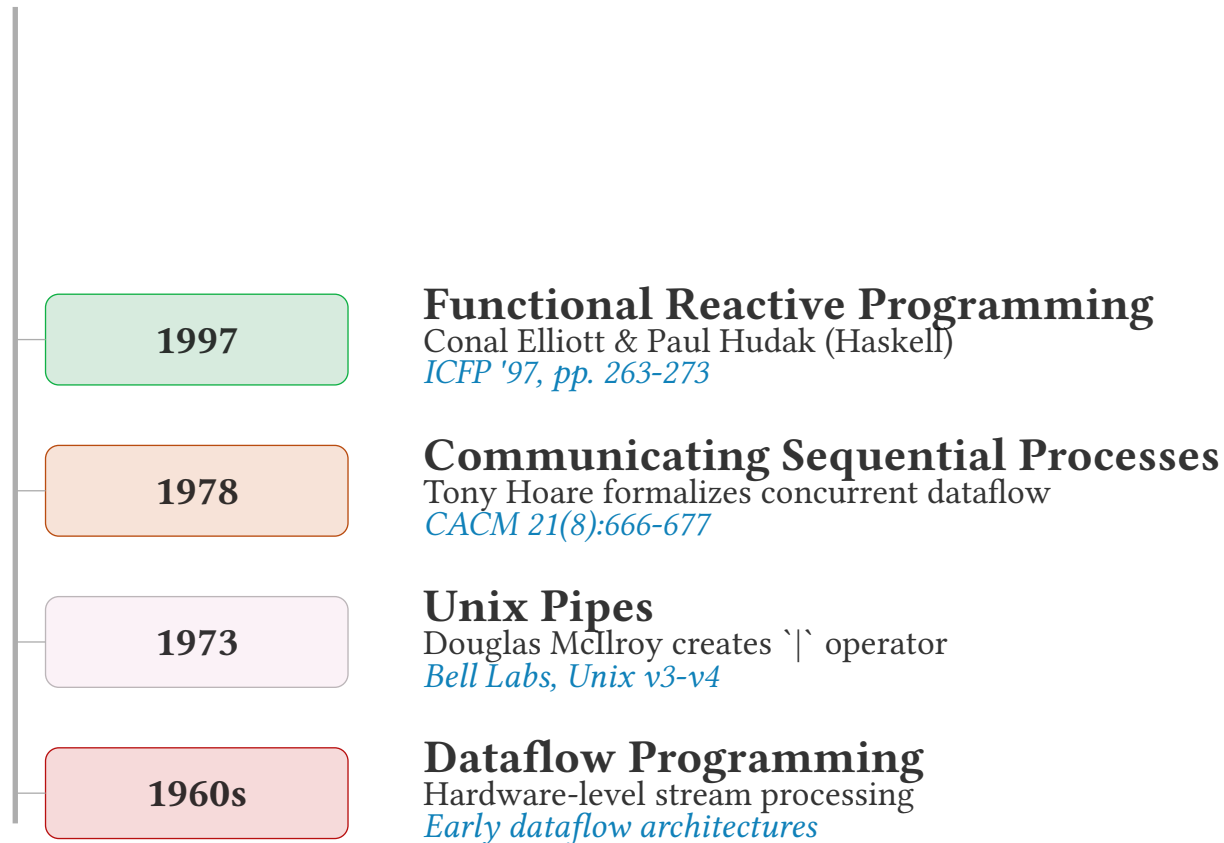 1997
Functional Reactive Programming
Conal Elliott & Paul Hudak (Haskell)
ICFP '97, pp. 263-273
1978
Communicating Sequential Processes
Tony Hoare formalizes concurrent dataflow
CACM 21(8):666-677
1973
Unix Pipes
Douglas McIlroy creates `|` operator
Bell Labs, Unix v3-v4
1960s
Dataflow Programming
Hardware-level stream processing
Early dataflow architectures